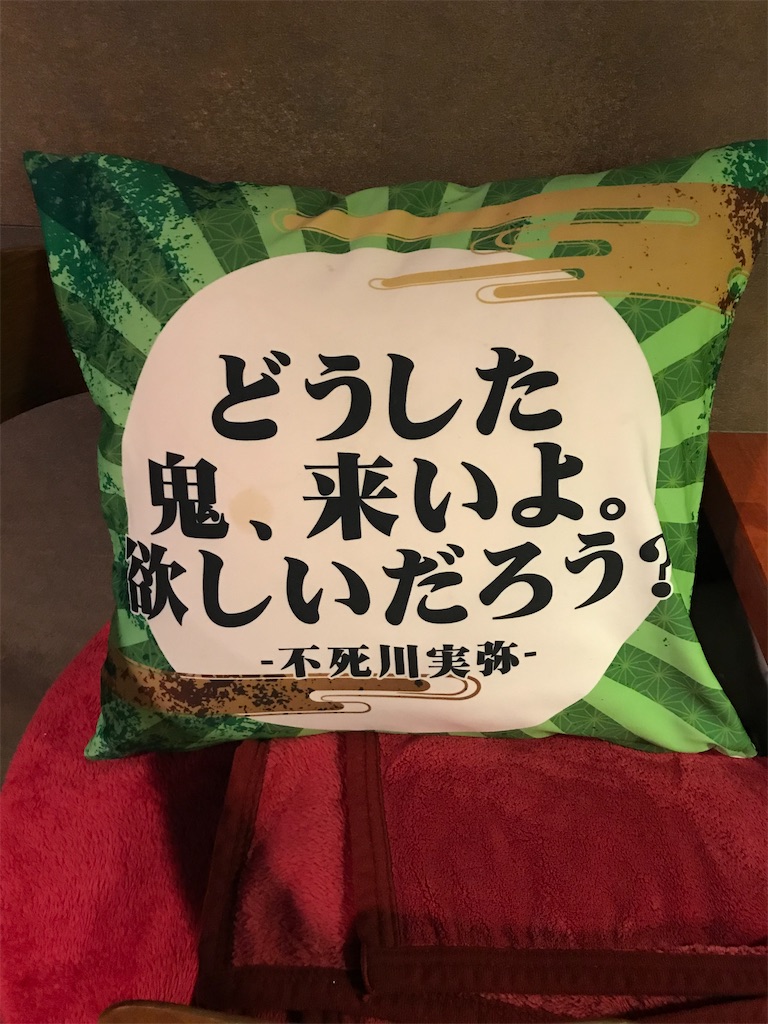 どうした
鬼、来いよ。
欲しいだろう?
-不死川実弥-